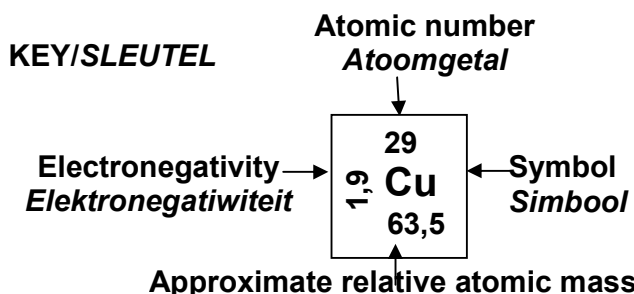 Atomic number
KEY/SLEUTEL
Atoomgetal
29
Electronegativity
1,9
Cu
Symbol
Elektronegatiwiteit
Simbool
63,5
Approximate relative atomic mass